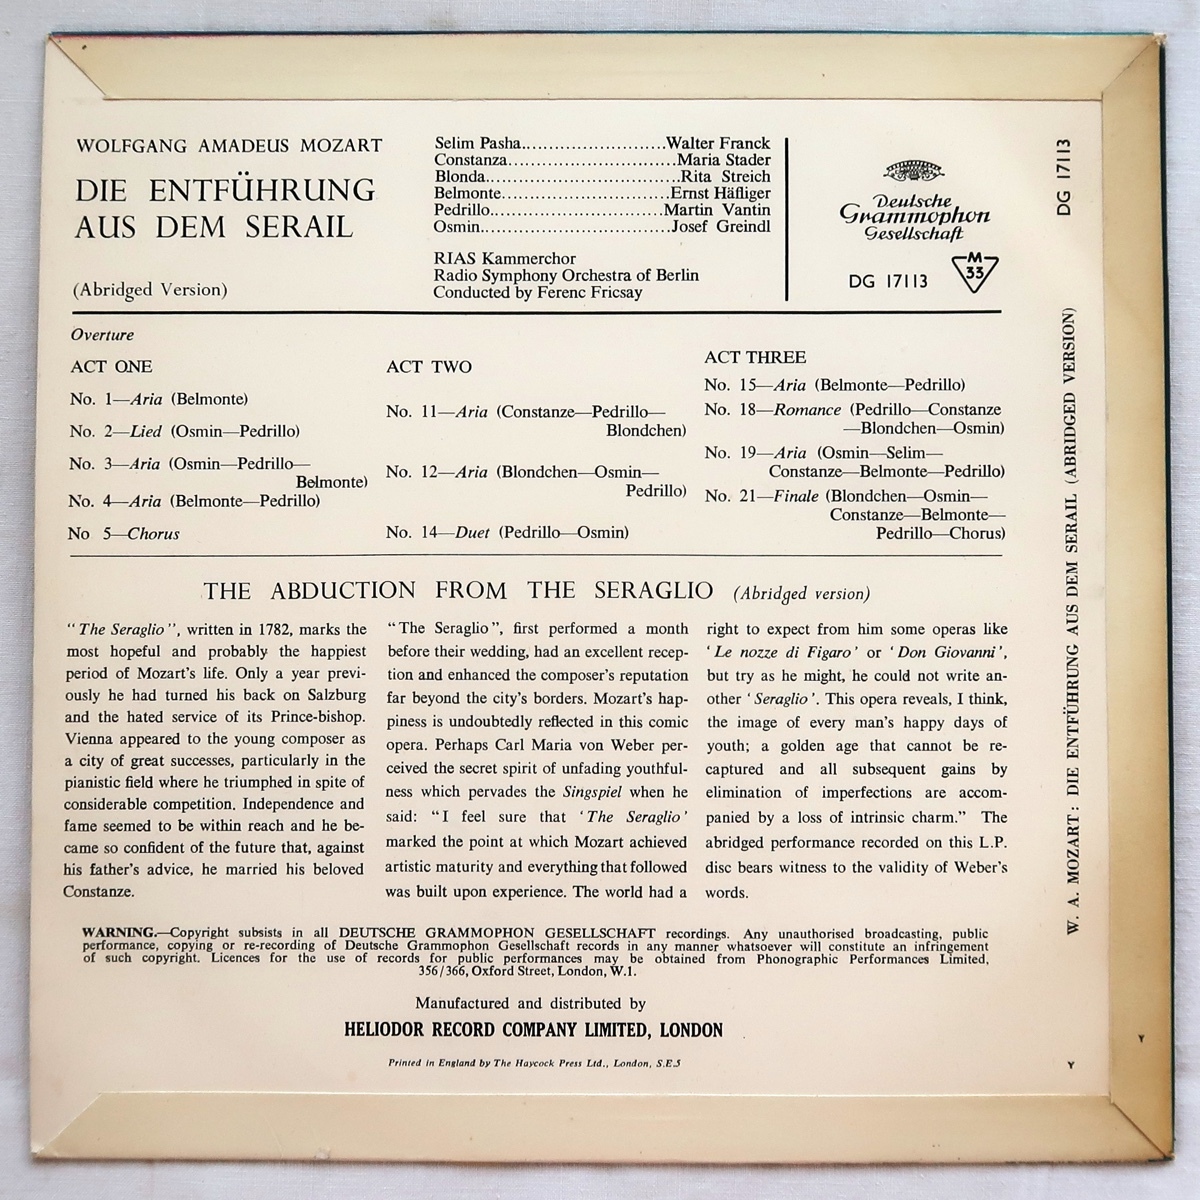 WOLFGANG AMADEUS MOZART
DIE ENTFÜHRUNG
AUS DEM SERAIL
(Abridged Version)
Selim Pasha..........................Walter Franck
Constanza..............................Maria Stader
Blonda...................................Rita Streich
Belmonte..............................Ernst Häfliger
Pedrillo..............................Martin Vantin
Osmin..................................Josef Greindl
RIAS Kammerchor
Radio Symphony Orchestra of Berlin
Conducted by Ferenc Fricsay
Deutsche
Grammophon
Gesellschaft
DG 17113
M
33
DG 17113
W. A. MOZART: DIE ENTFÜHRUNG AUS DEM SERAIL (ABRIDGED VERSION)
Overture
ACT ONE
No. 1—Aria (Belmonte)
No. 2—Lied (Osmin—Pedrillo)
No. 3—Aria (Osmin—Pedrillo—
Belmonte)
No. 4—Aria (Belmonte—Pedrillo)
No 5—Chorus
ACT TWO
No. 11—Aria (Constanze—Pedrillo—
Blondchen)
No. 12—Aria (Blondchen—Osmin—
Pedrillo)
No. 14—Duet (Pedrillo—Osmin)
ACT THREE
No. 15—Aria (Belmonte—Pedrillo)
No. 18—Romance (Pedrillo—Constanze
—Blondchen—Osmin)
No. 19—Aria (Osmin—Selim—
Constanze—Belmonte—Pedrillo)
No. 21—Finale (Blondchen—Osmin—
Constanze—Belmonte—
Pedrillo—Chorus)
THE ABDUCTION FROM THE SERAGLIO (Abridged version)
"The Seraglio", written in 1782, marks the
most hopeful and probably the happiest
period of Mozart's life. Only a year previ-
ously he had turned his back on Salzburg
and the hated service of its Prince-bishop.
Vienna appeared to the young composer as
a city of great successes, particularly in the
pianistic field where he triumphed in spite of
considerable competition. Independence and
fame seemed to be within reach and he be-
came so confident of the future that, against
his father's advice, he married his beloved
Constanze.
"The Seraglio", first performed a month
before their wedding, had an excellent recep-
tion and enhanced the composer's reputation
far beyond the city's borders. Mozart's hap-
piness is undoubtedly reflected in this comic
opera. Perhaps Carl Maria von Weber per-
ceived the secret spirit of unfading youthful-
ness which pervades the Singspiel when he
said: "I feel sure that 'The Seraglio'
marked the point at which Mozart achieved
artistic maturity and everything that followed
was built upon experience. The world had a
right to expect from him some operas like
'Le nozze di Figaro' or 'Don Giovanni',
but try as he might, he could not write an-
other 'Seraglio'. This opera reveals, I think,
the image of every man's happy days of
youth; a golden age that cannot be re-
captured and all subsequent gains by
elimination of imperfections are accom-
panied by a loss of intrinsic charm." The
abridged performance recorded on this L.P.
disc bears witness to the validity of Weber's
words.
WARNING.—Copyright subsists in all DEUTSCHE GRAMMOPHON GESELLSCHAFT recordings. Any unauthorised broadcasting, public
performance, copying or re-recording of Deutsche Grammophon Gesellschaft records in any manner whatsoever will constitute an infringement
of such copyright. Licences for the use of records for public performances may be obtained from Phonographic Performances Limited,
356/366, Oxford Street, London, W.1.
Manufactured and distributed by
HELIODOR RECORD COMPANY LIMITED, LONDON
Printed in England by The Haycock Press Ltd., London, S.E.5
Y
Y